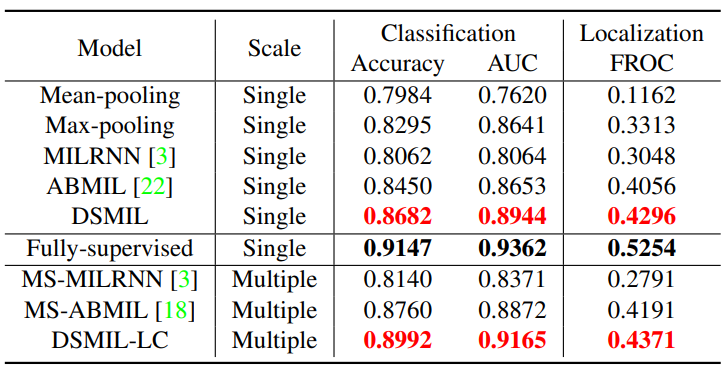 Model Scale Classification Localization
Accuracy AUC FROC
Mean-pooling Single 0.7984 0.7620 0.1162
Max-pooling Single 0.8295 0.8641 0.3313
MILRNN [3] Single 0.8062 0.8064 0.3048
ABMIL [22] Single 0.8450 0.8653 0.4056
DSMIL Single 0.8682 0.8944 0.4296
Fully-supervised Single 0.9147 0.9362 0.5254
MS-MILRNN [3] Multiple 0.8140 0.8371 0.2791
MS-ABMIL [18] Multiple 0.8760 0.8872 0.4191
DSMIL-LC Multiple 0.8992 0.9165 0.4371